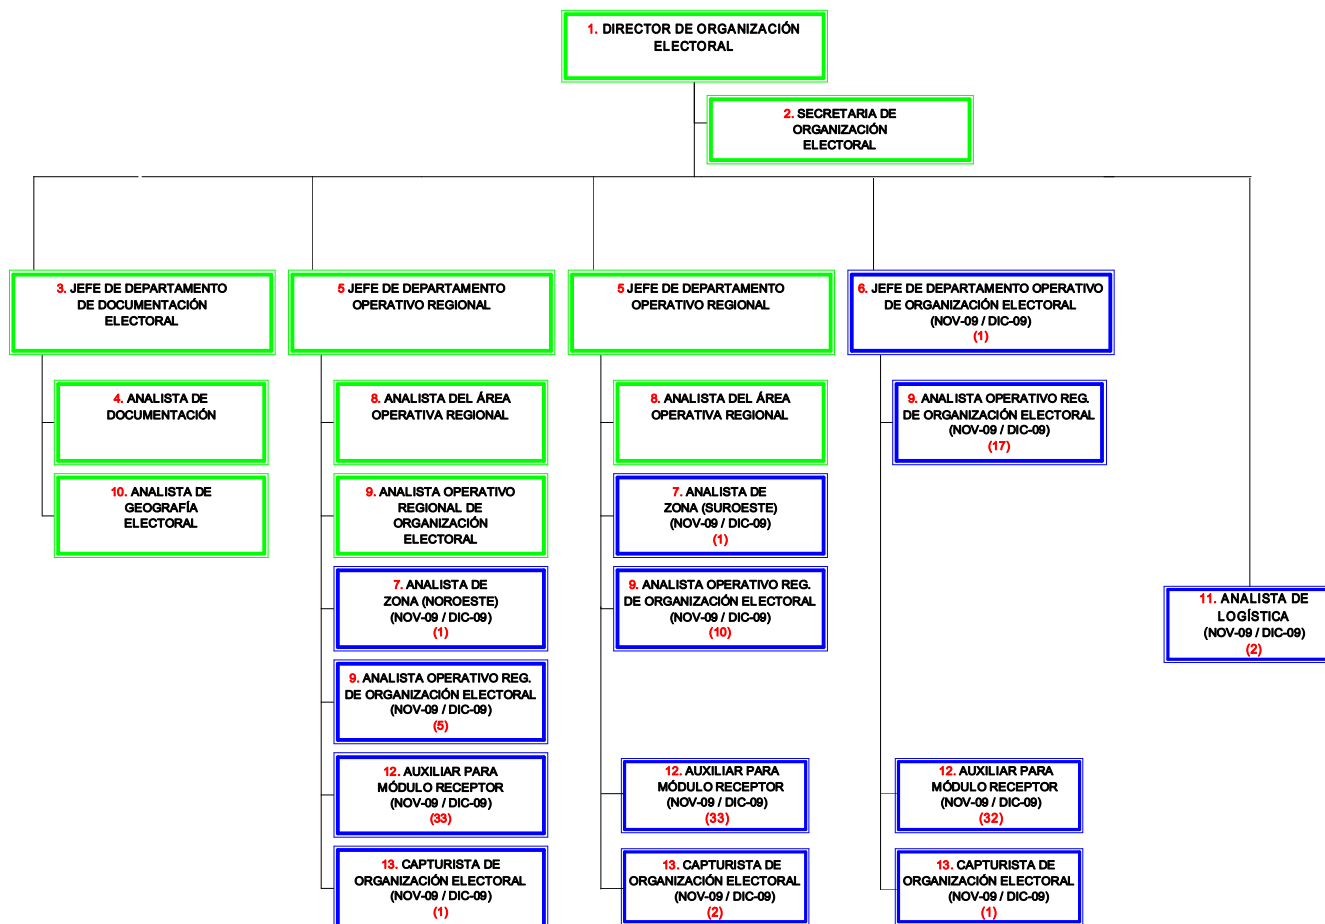 1. DIRECTOR DE ORGANIZACIÓN
ELECTORAL
2. SECRETARIA DE
ORGANIZACIÓN
ELECTORAL
3. JEFE DE DEPARTAMENTO
DE DOCUMENTACIÓN
ELECTORAL
5 JEFE DE DEPARTAMENTO
OPERATIVO REGIONAL
5 JEFE DE DEPARTAMENTO
OPERATIVO REGIONAL
6. JEFE DE DEPARTAMENTO OPERATIVO
DE ORGANIZACIÓN ELECTORAL
(NOV-09 / DIC-09)
(1)
4. ANALISTA DE
DOCUMENTACIÓN
8. ANALISTA DEL ÁREA
OPERATIVA REGIONAL
8. ANALISTA DEL ÁREA
OPERATIVA REGIONAL
9. ANALISTA OPERATIVO REG.
DE ORGANIZACIÓN ELECTORAL
(NOV-09 / DIC-09)
(17)
10. ANALISTA DE
GEOGRAFÍA
ELECTORAL
9. ANALISTA OPERATIVO
REGIONAL DE
ORGANIZACIÓN
ELECTORAL
7. ANALISTA DE
ZONA (SUROESTE)
(NOV-09 / DIC-09)
(1)
7. ANALISTA DE
ZONA (NOROESTE)
(NOV-09 / DIC-09)
(1)
9. ANALISTA OPERATIVO REG.
DE ORGANIZACIÓN ELECTORAL
(NOV-09 / DIC-09)
(10)
11. ANALISTA DE
LOGÍSTICA
(NOV-09 / DIC-09)
(2)
9. ANALISTA OPERATIVO REG.
DE ORGANIZACIÓN ELECTORAL
(NOV-09 / DIC-09)
(5)
12. AUXILIAR PARA
MÓDULO RECEPTOR
(NOV-09 / DIC-09)
(33)
12. AUXILIAR PARA
MÓDULO RECEPTOR
(NOV-09 / DIC-09)
(33)
12. AUXILIAR PARA
MÓDULO RECEPTOR
(NOV-09 / DIC-09)
(32)
13. CAPTURISTA DE
ORGANIZACIÓN ELECTORAL
(NOV-09 / DIC-09)
(1)
13. CAPTURISTA DE
ORGANIZACIÓN ELECTORAL
(NOV-09 / DIC-09)
(2)
13. CAPTURISTA DE
ORGANIZACIÓN ELECTORAL
(NOV-09 / DIC-09)
(1)